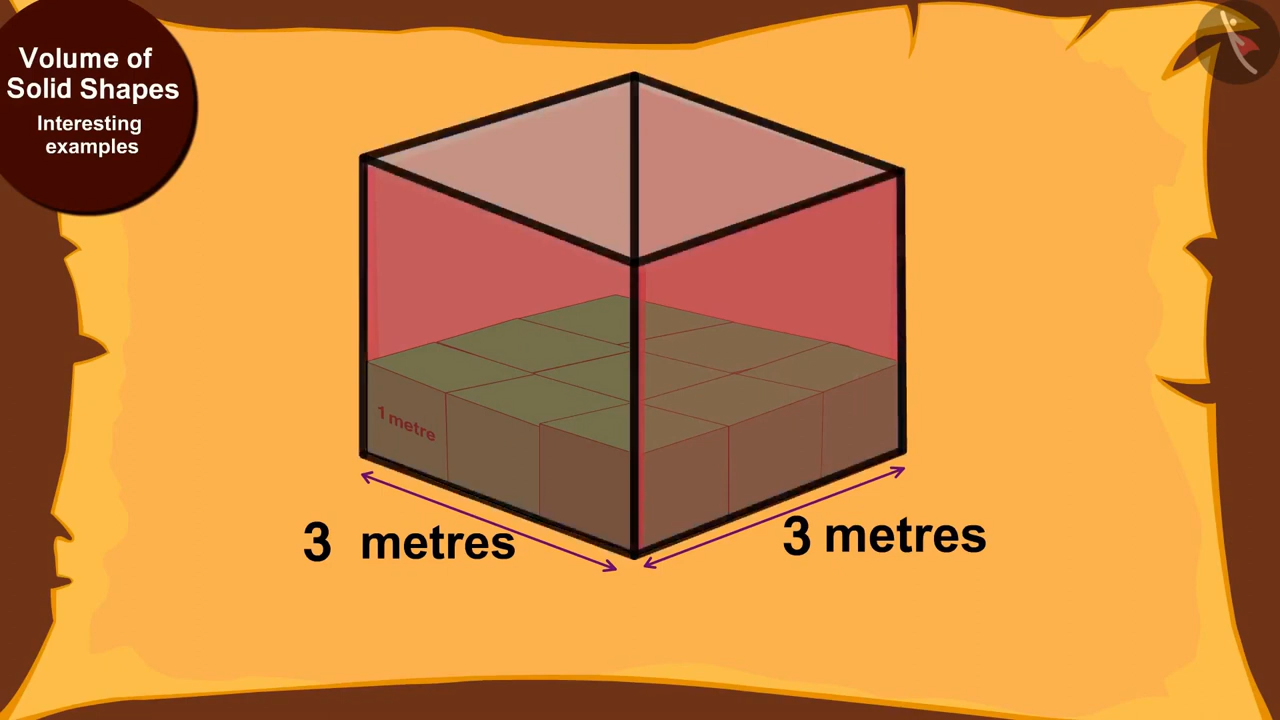 Volume of
Solid Shapes
Interesting
examples
1 metre
3 metres
3 metres